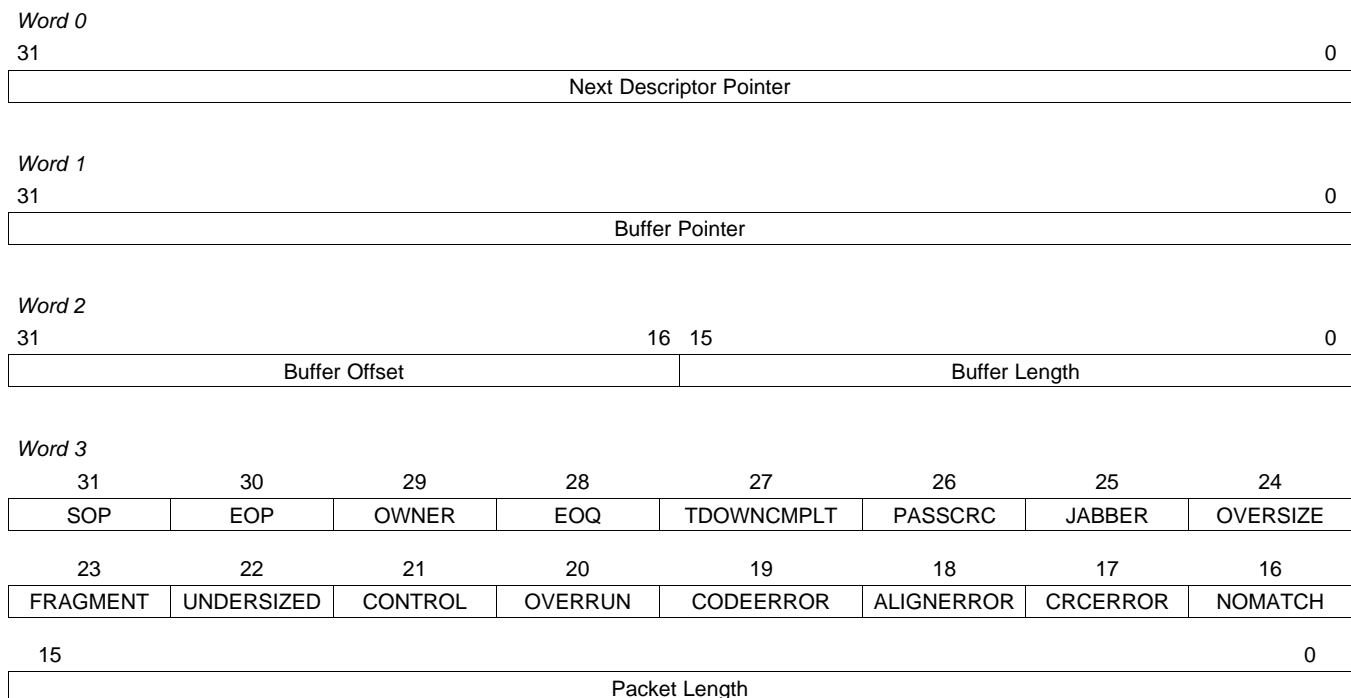 Word 0
31 0
Next Descriptor Pointer
Word 1
31 0
Buffer Pointer
Word 2
31 16 15 0
Buffer Offset Buffer Length
Word 3
31 30 29 28 27 26 25 24
SOP EOP OWNER EOQ TDOWNCMPLT PASSCRC JABBER OVERSIZE
23 22 21 20 19 18 17 16
FRAGMENT UNDERSIZED CONTROL OVERRUN CODEERROR ALIGNERROR CRCERROR NOMATCH
15 0
Packet Length